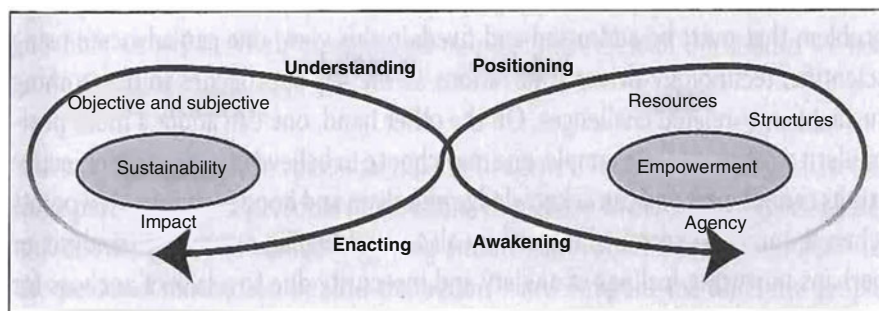 Understanding
Positioning
Objective and subjective
Resources
Structures
Sustainability
Empowerment
Impact
Agency
Enacting
Awakening